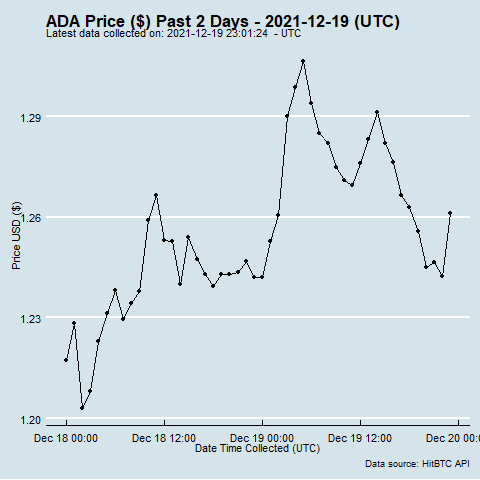 ADA Price ($) Past 2 Days - 2021-12-19 (UTC)
Latest data collected on: 2021-12-19 23:01:24  - UTC
1.29
1.26
1.23
1.20
Price USD ($)
Dec 18 00:00 Dec 18 12:00 Dec 19 00:00 Dec 19 12:00 Dec 20 00:0
Date Time Collected (UTC)
Data source: HitBTC API